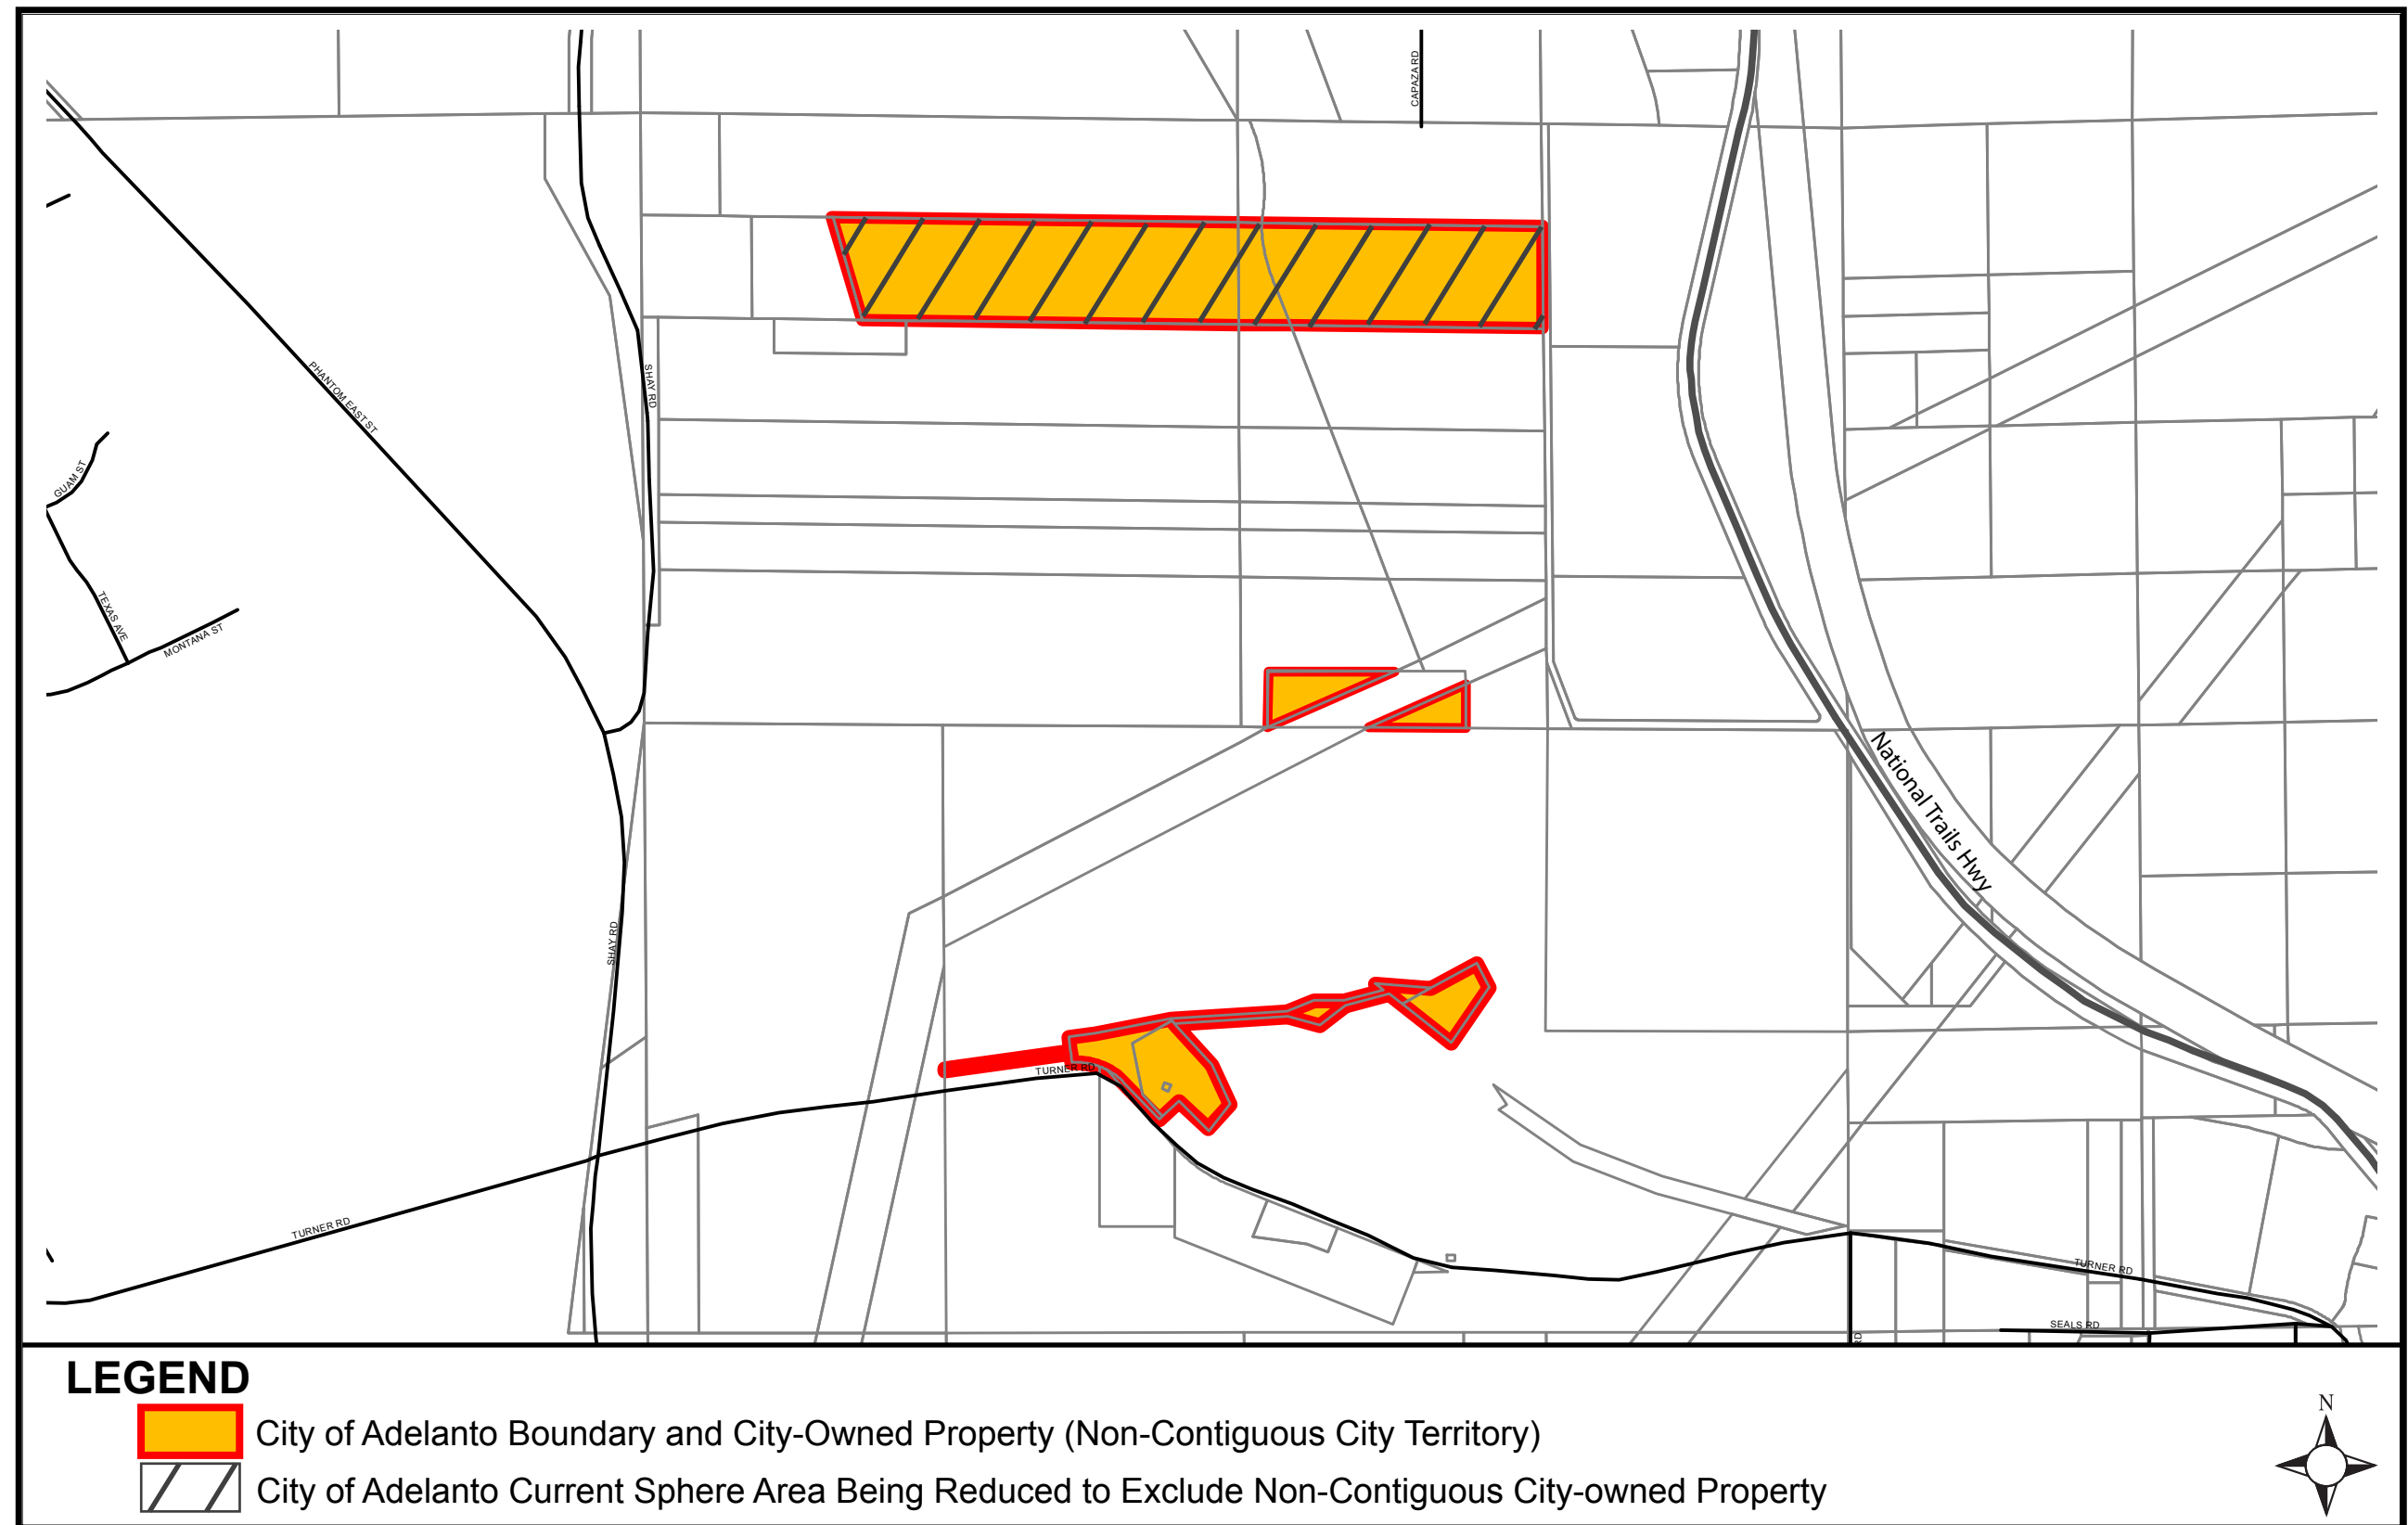 CAPAZA RD
PHANTOM EAST ST
SHAY RD
GUAM ST
TEXAS AVE
MONTANA ST
National Trails Hwy
SHAY RD
TURNER RD
TURNER RD
TURNER RD
SEALS RD
RD
LEGEND
City of Adelanto Boundary and City-Owned Property (Non-Contiguous City Territory)
City of Adelanto Current Sphere Area Being Reduced to Exclude Non-Contiguous City-owned Property
N